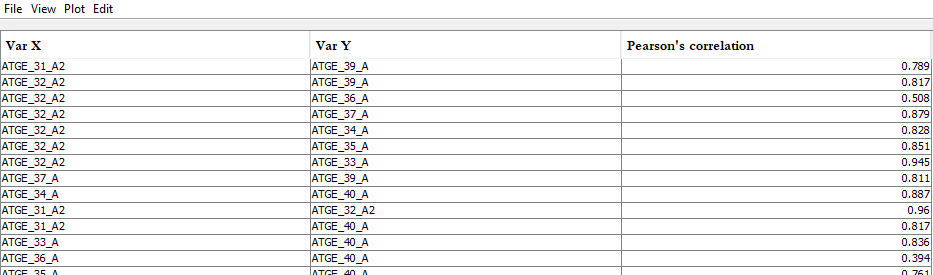 File View Plot Edit
Var X Var Y Pearson's correlation
ATGE_31_A2 ATGE_39_A 0.789
ATGE_32_A2 ATGE_39_A 0.817
ATGE_32_A2 ATGE_36_A 0.508
ATGE_32_A2 ATGE_37_A 0.879
ATGE_32_A2 ATGE_34_A 0.828
ATGE_32_A2 ATGE_35_A 0.851
ATGE_32_A2 ATGE_33_A 0.945
ATGE_37_A ATGE_39_A 0.811
ATGE_34_A ATGE_40_A 0.887
ATGE_31_A2 ATGE_32_A2 0.96
ATGE_31_A2 ATGE_40_A 0.817
ATGE_33_A ATGE_40_A 0.836
ATGE_36_A ATGE_40_A 0.394
ATGE_35_A ATGE_40_A 0.761